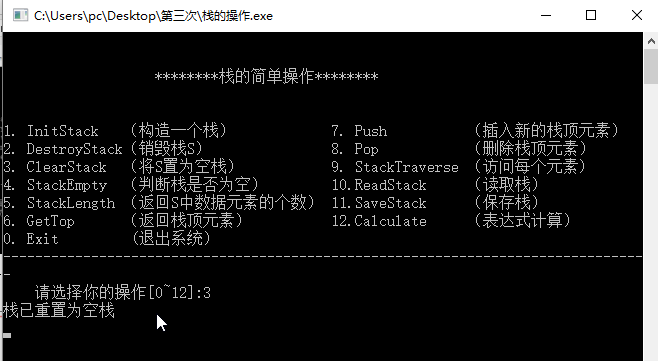 C:\Users\pc\Desktop\第三次\栈的操作.exe
********栈的简单操作********
1. InitStack （构造一个栈） 7. Push （插入新的栈顶元素）
2. DestroyStack（销毁栈S） 8. Pop （删除栈顶元素）
3. ClearStack （将S置为空栈） 9. StackTraverse （访问每个元素）
4. StackEmpty （判断栈是否为空） 10.ReadStack （读取栈）
5. StackLength （返回S中数据元素的个数） 11.SaveStack （保存栈）
6. GetTop （返回栈顶元素） 12.Calculate （表达式计算）
0. Exit （退出系统）
请选择你的操作[0~12]:3
栈已重置为空栈